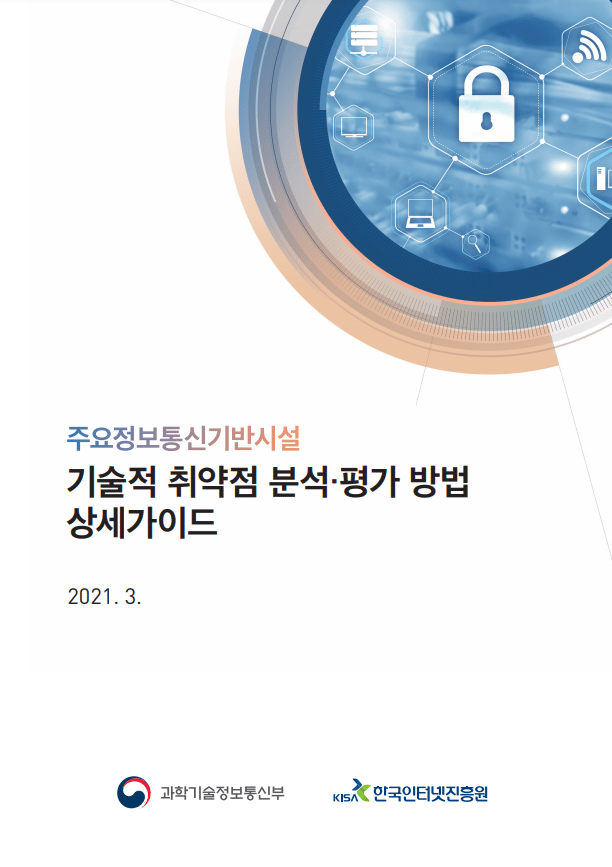 주요정보통신기반시설
기술적 취약점 분석·평가 방법
상세가이드
2021. 3.
과학기술정보통신부
KISA 한국인터넷진흥원